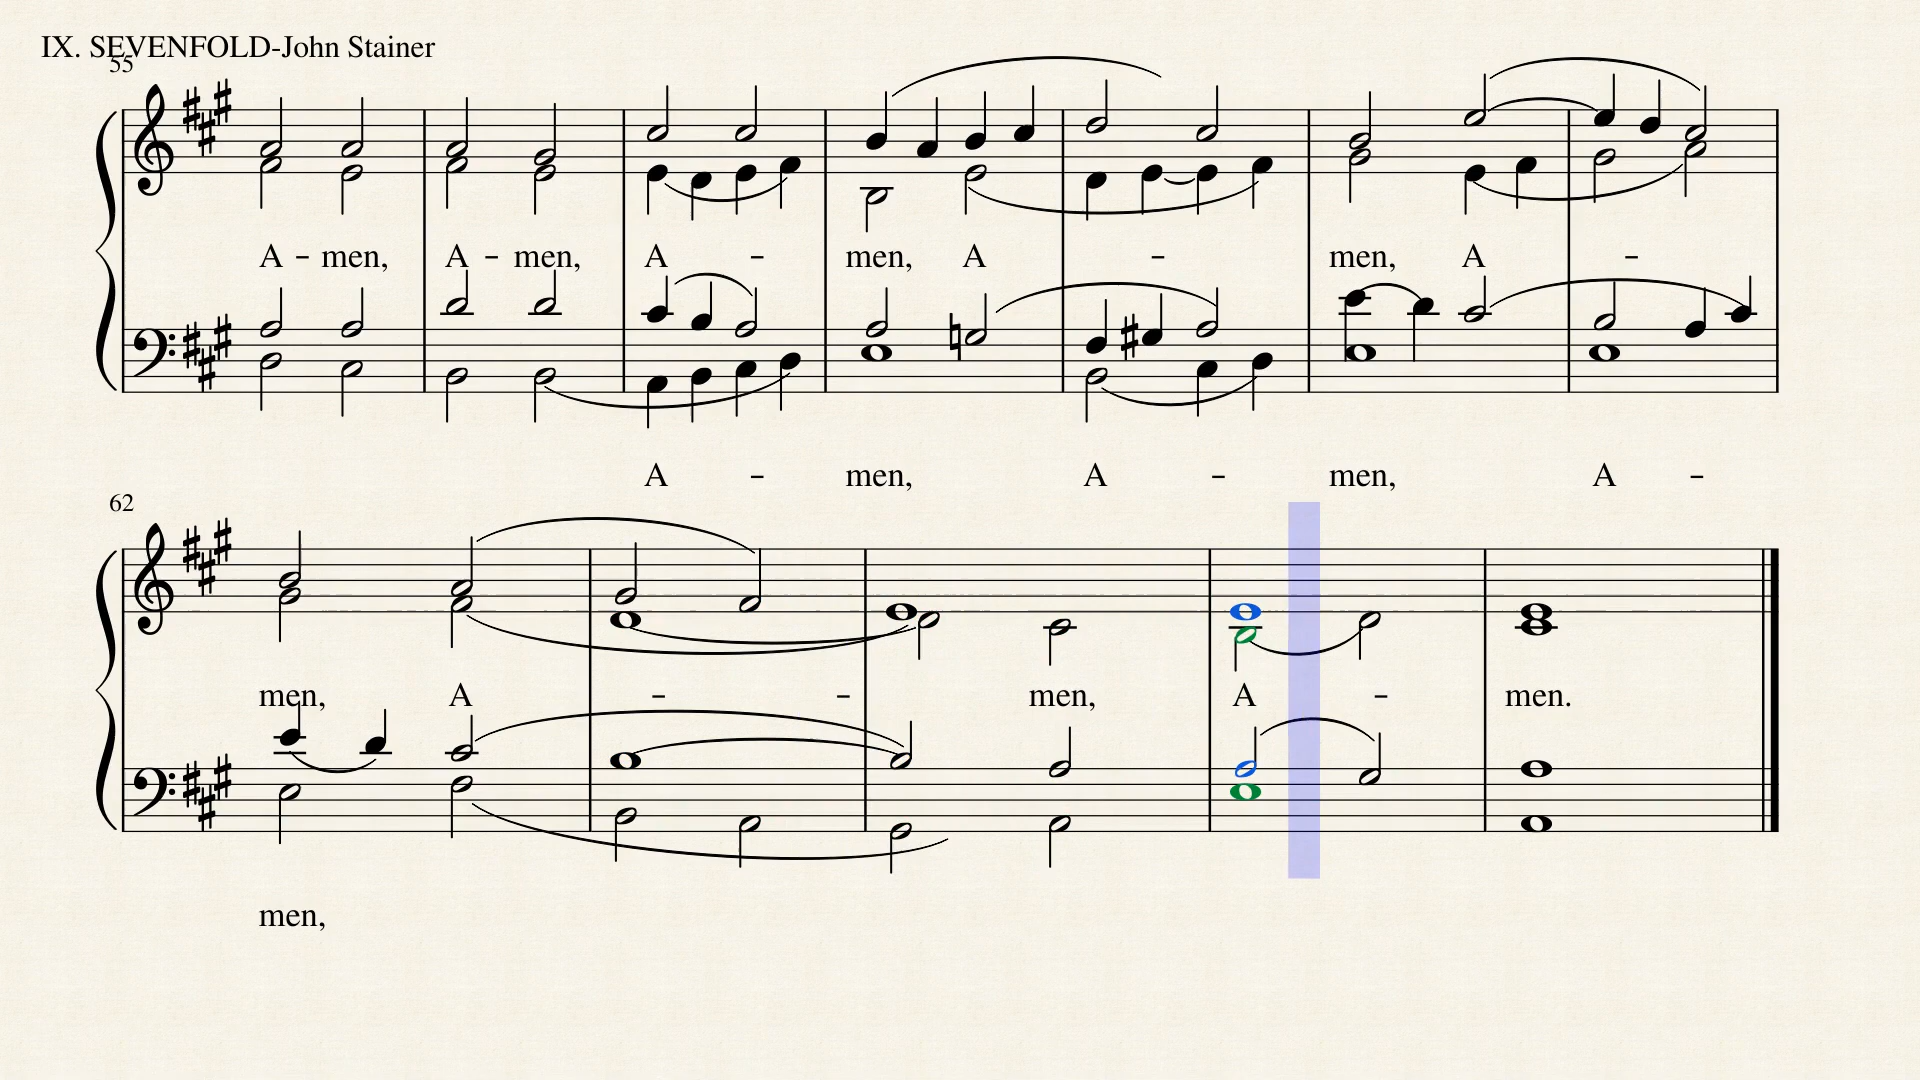 IX. SEVENFOLD-John Stainer
55
A - men, A - men, A - men, A - men, A -
A - men, A - men, A -
62
men, A - - men, A - men.
men,